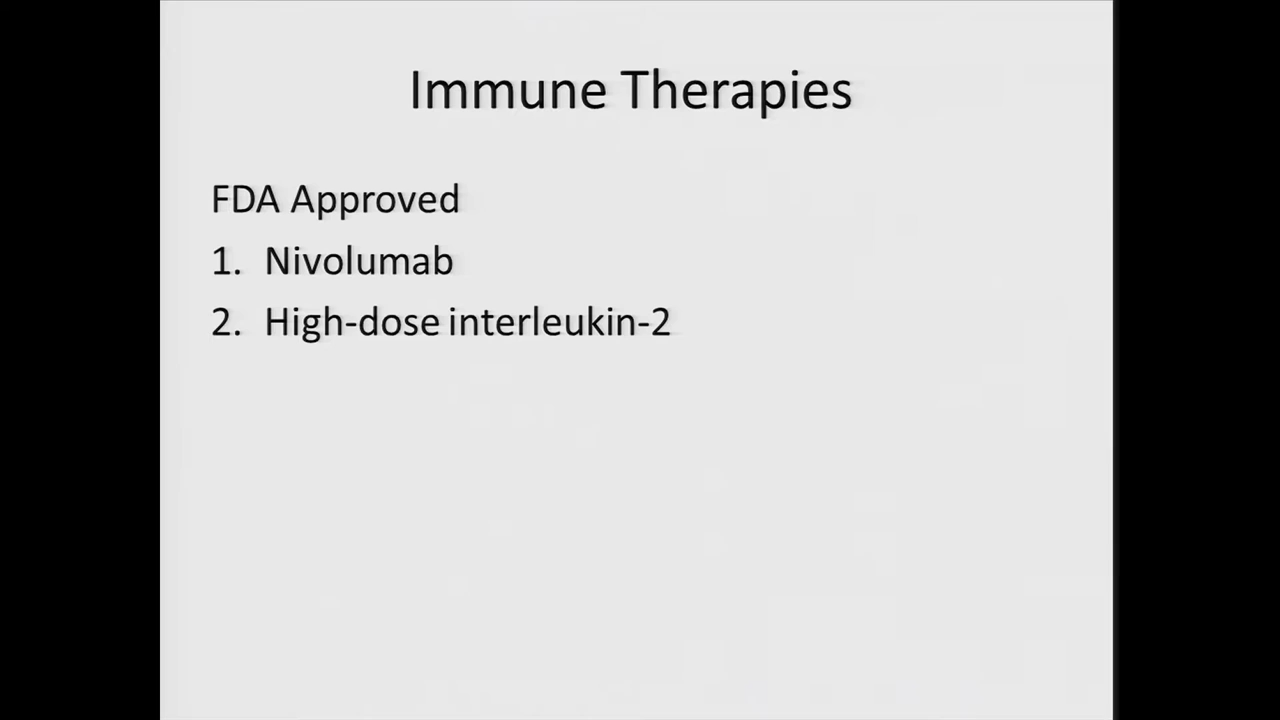 Immune Therapies
FDA Approved
1. Nivolumab
2. High-dose interleukin-2